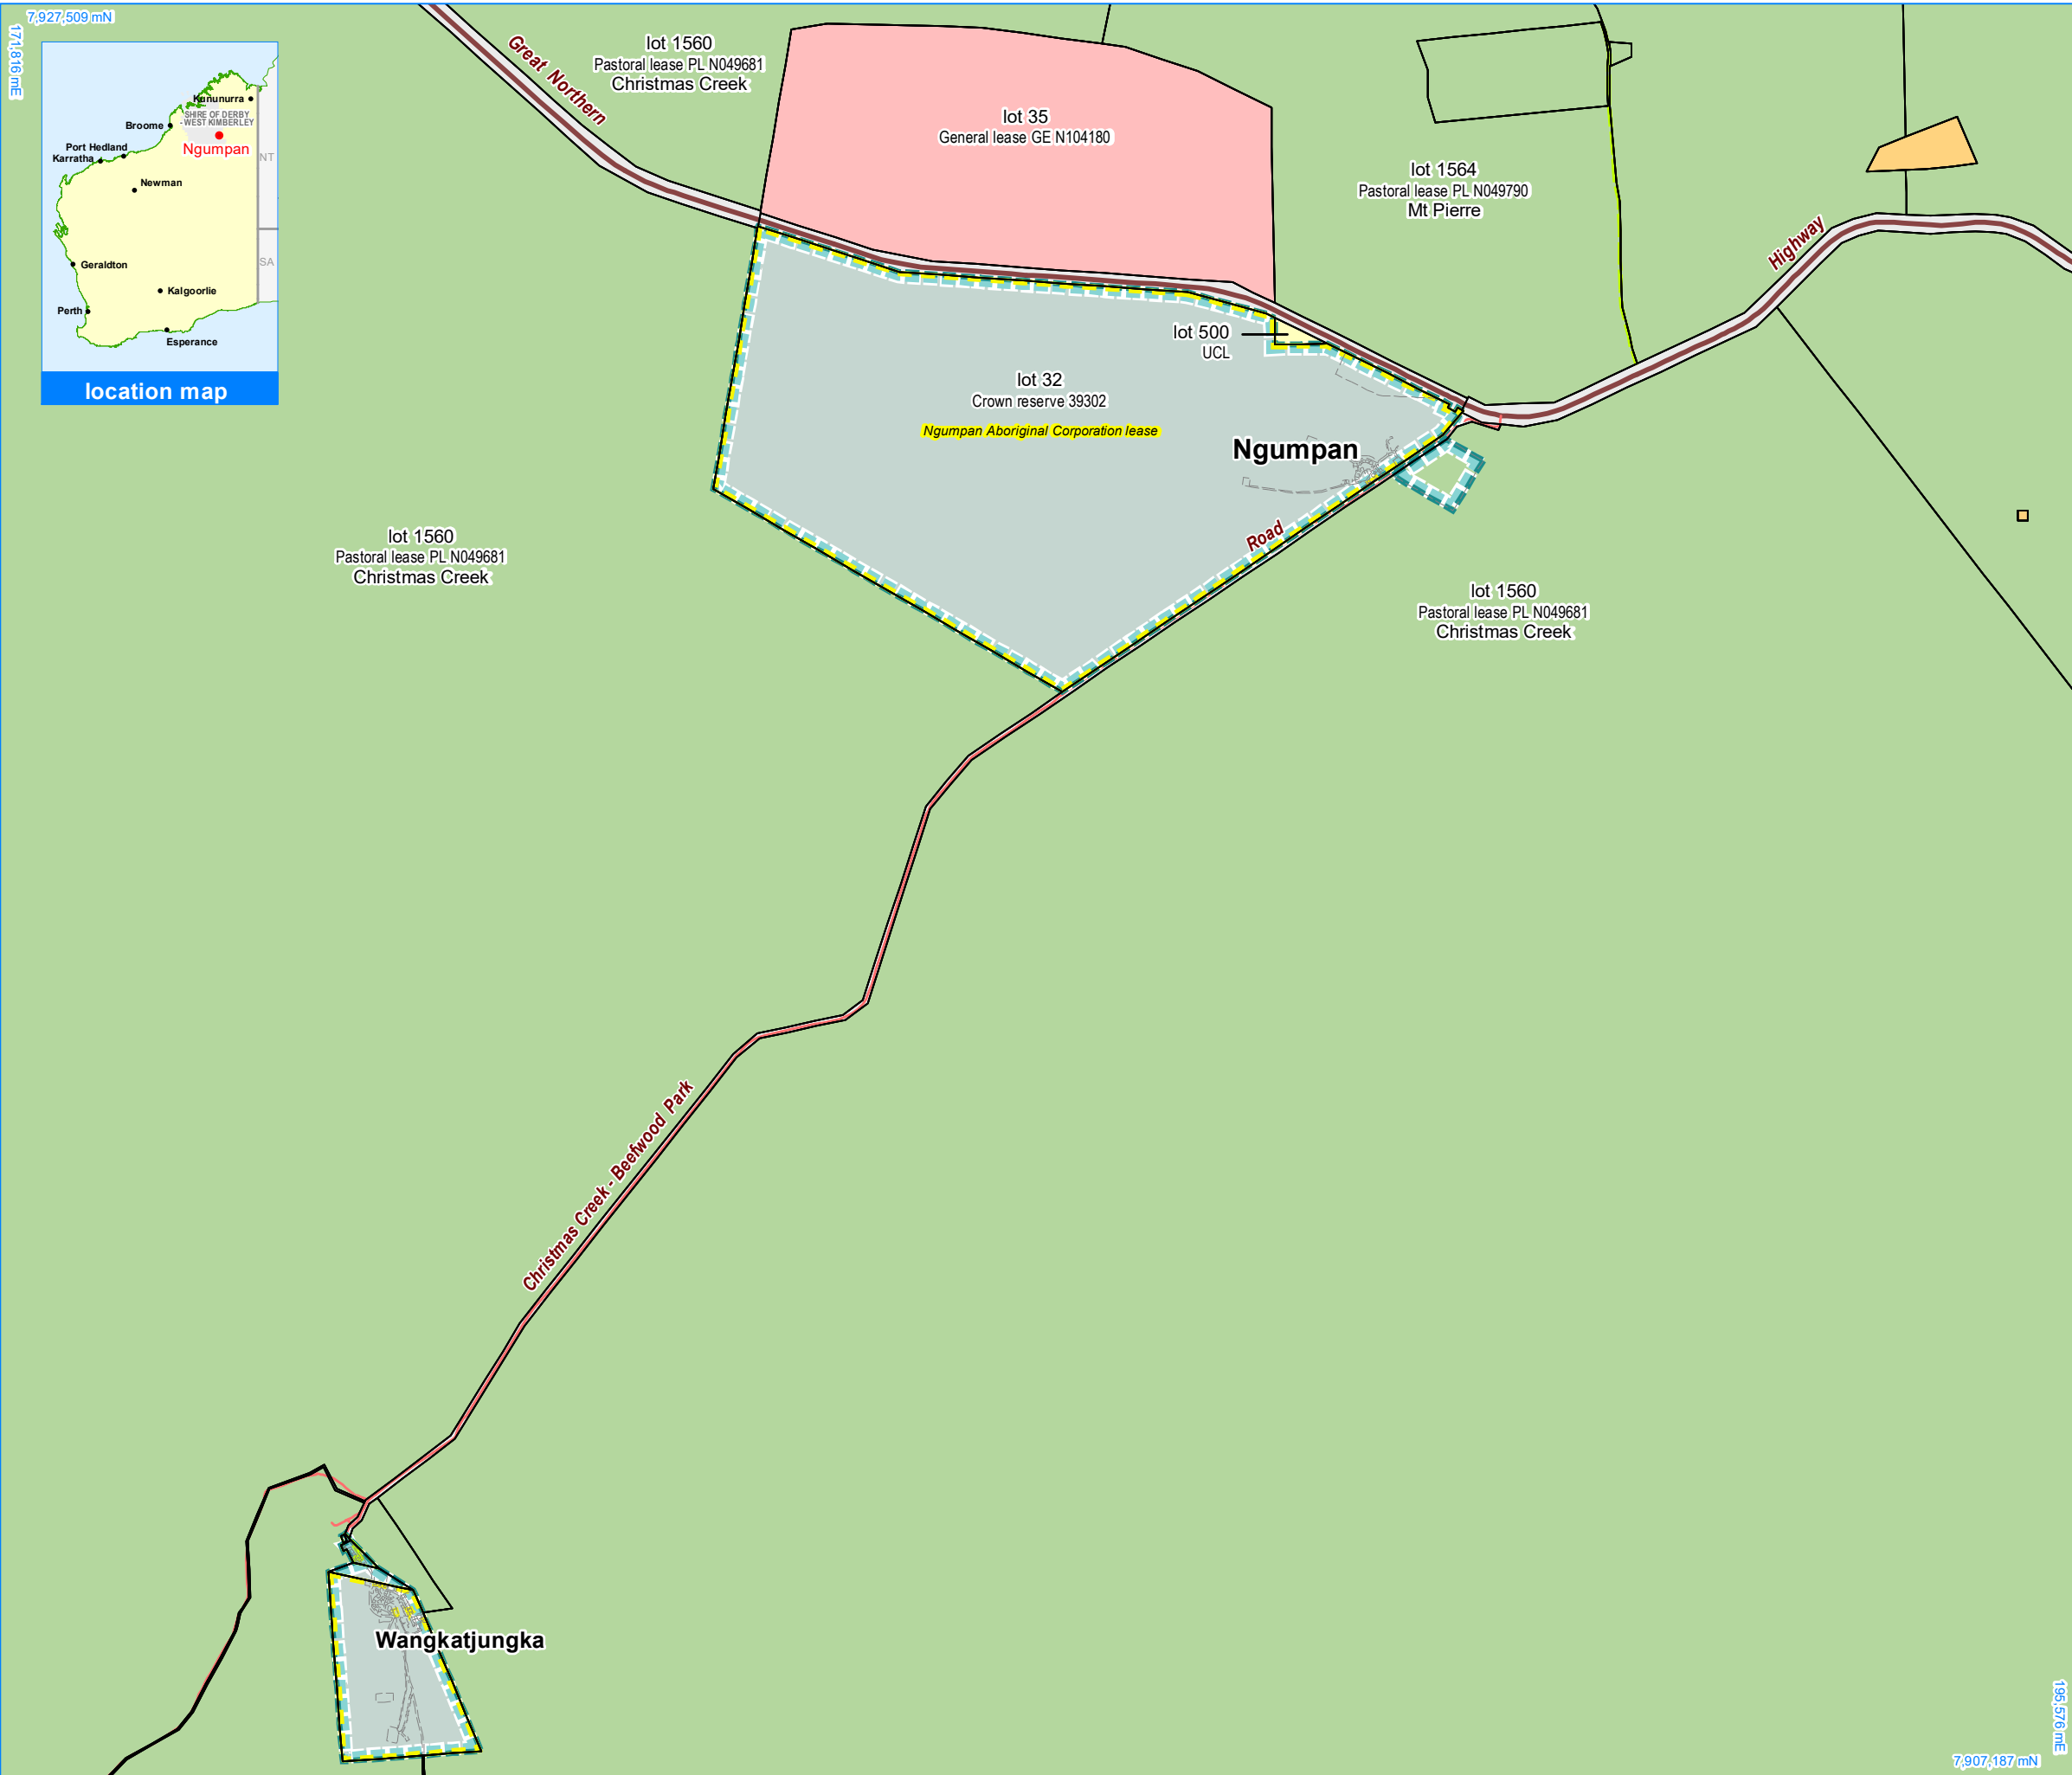 7,927,509 mN
171,816 mE
Kununurra
SHIRE OF DERBY
- WEST KIMBERLEY
Broome
Ngumpan
Port Hedland
Karratha
NT
Newman
SA
Geraldton
Kalgoorlie
Perth
Esperance
location map
Great Northern
lot 1560
Pastoral lease PL N049681
Christmas Creek
lot 35
General lease GE N104180
lot 1564
Pastoral lease PL N049790
Mt Pierre
Highway
lot 500
UCL
lot 32
Crown reserve 39302
Ngumpan Aboriginal Corporation lease
Ngumpan
Road
lot 1560
Pastoral lease PL N049681
Christmas Creek
lot 1560
Pastoral lease PL N049681
Christmas Creek
Christmas Creek - Beefwood Park
Wangkatjungka
195,576 mE
7,907,187 mN